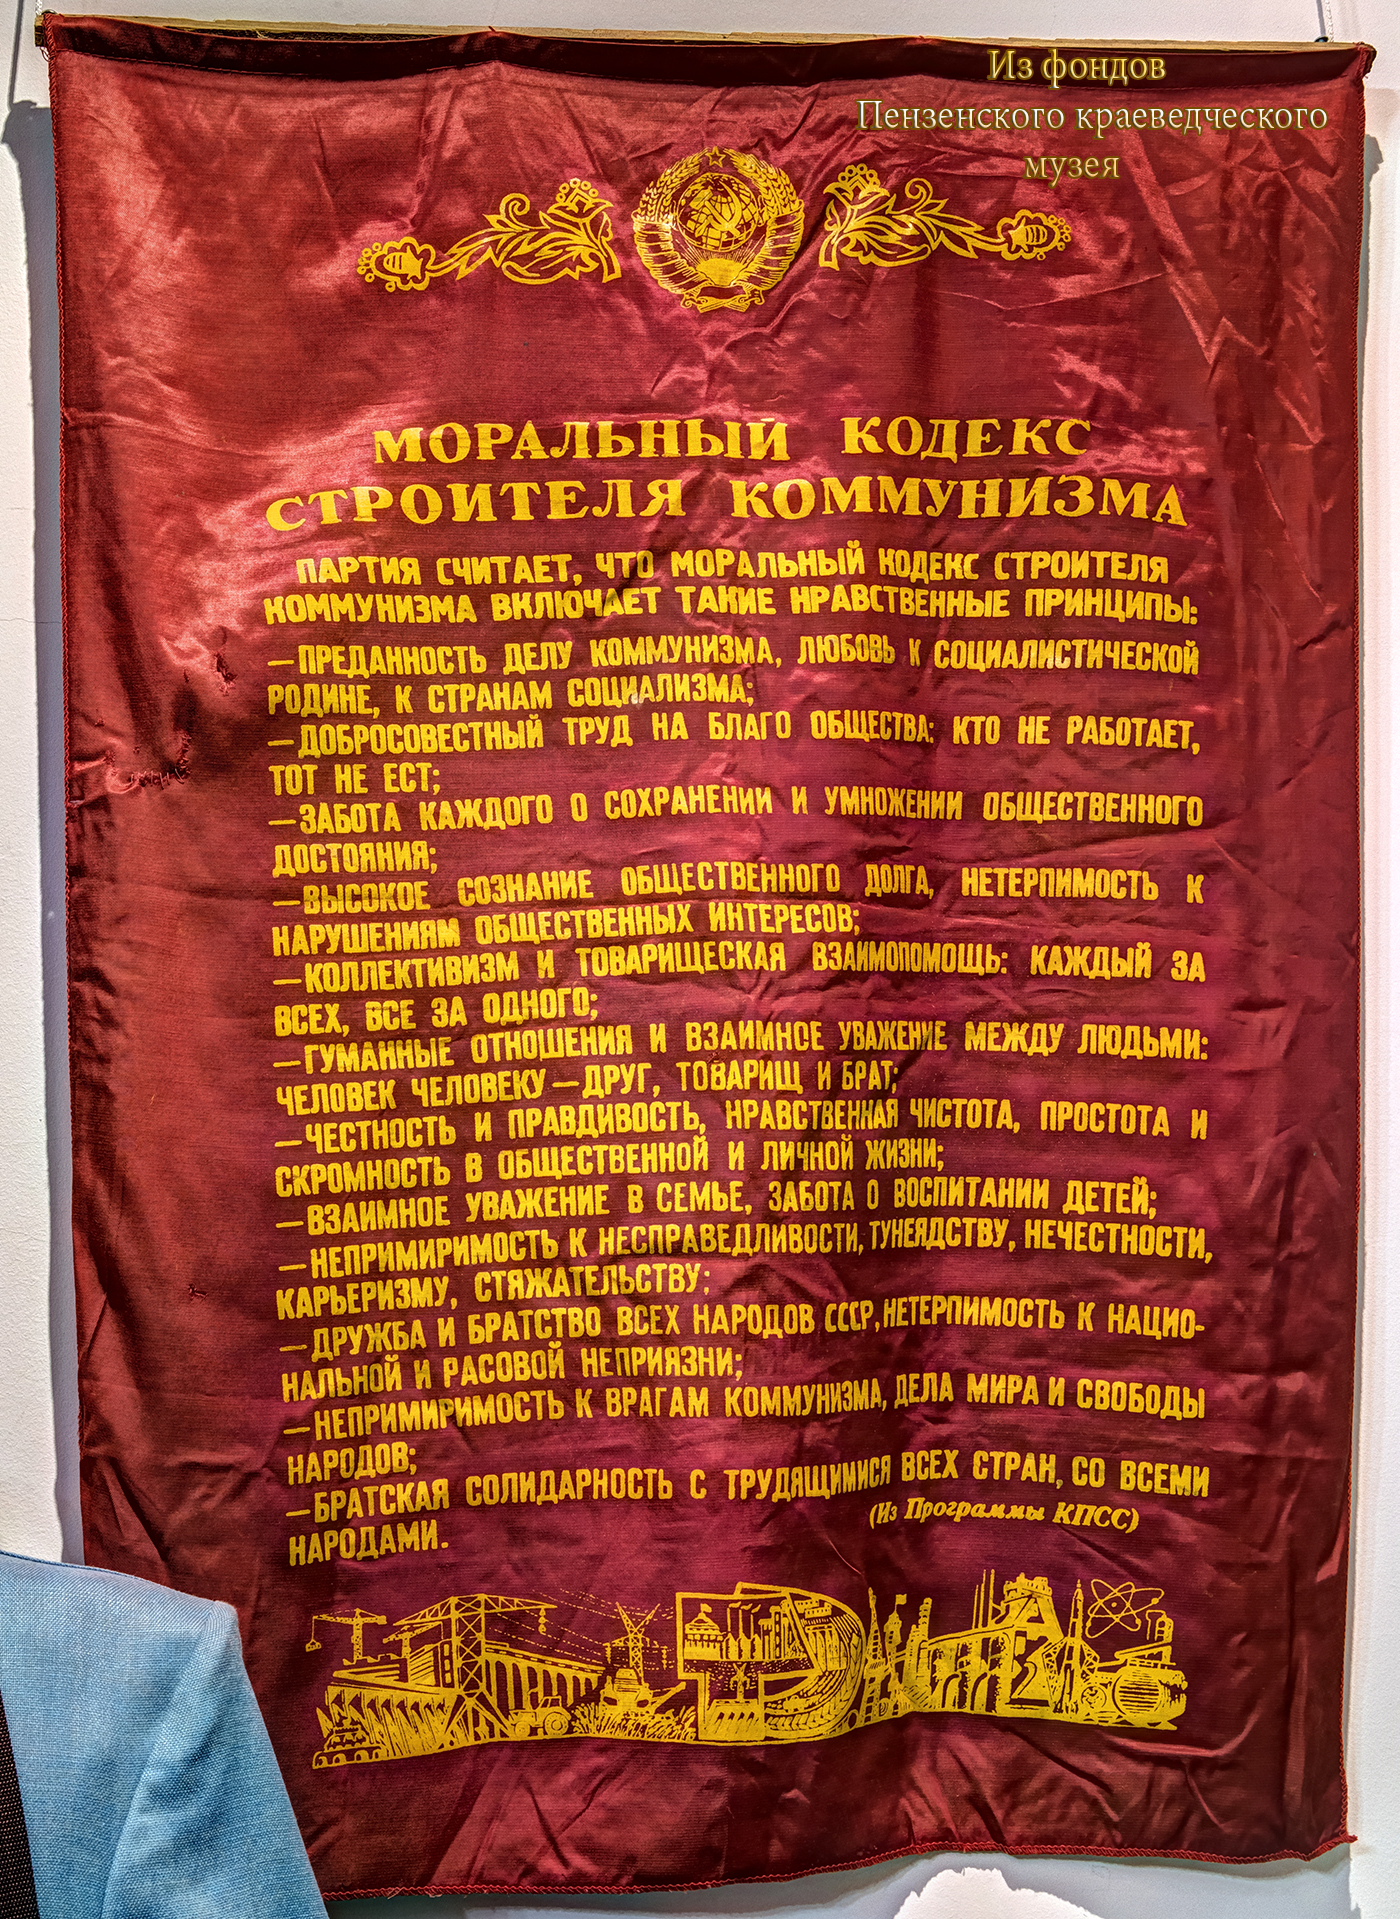 Из фондов
Пензенского краеведческого
музея
МОРАЛЬНЫЙ КОДЕКС
СТРОИТЕЛЯ КОММУНИЗМА
ПАРТИЯ СЧИТАЕТ, ЧТО МОРАЛЬНЫЙ КОДЕКС СТРОИТЕЛЯ
КОММУНИЗМА ВКЛЮЧАЕТ ТАКИЕ НРАВСТВЕННЫЕ ПРИНЦИПЫ:
—ПРЕДАННОСТЬ ДЕЛУ КОММУНИЗМА, ЛЮБОВЬ К СОЦИАЛИСТИЧЕСКОЙ
РОДИНЕ, К СТРАНАМ СОЦИАЛИЗМА;
—ДОБРОСОВЕСТНЫЙ ТРУД НА БЛАГО ОБЩЕСТВА: КТО НЕ РАБОТАЕТ,
ТОТ НЕ ЕСТ;
—ЗАБОТА КАЖДОГО О СОХРАНЕНИИ И УМНОЖЕНИИ ОБЩЕСТВЕННОГО
ДОСТОЯНИЯ;
—ВЫСОКОЕ СОЗНАНИЕ ОБЩЕСТВЕННОГО ДОЛГА, НЕТЕРПИМОСТЬ К
НАРУШЕНИЯМ ОБЩЕСТВЕННЫХ ИНТЕРЕСОВ;
—КОЛЛЕКТИВИЗМ И ТОВАРИЩЕСКАЯ ВЗАИМОПОМОЩЬ: КАЖДЫЙ ЗА
ВСЕХ, ВСЕ ЗА ОДНОГО;
—ГУМАННЫЕ ОТНОШЕНИЯ И ВЗАИМНОЕ УВАЖЕНИЕ МЕЖДУ ЛЮДЬМИ:
ЧЕЛОВЕК ЧЕЛОВЕКУ—ДРУГ, ТОВАРИЩ И БРАТ;
—ЧЕСТНОСТЬ И ПРАВДИВОСТЬ, НРАВСТВЕННАЯ ЧИСТОТА, ПРОСТОТА И
СКРОМНОСТЬ В ОБЩЕСТВЕННОЙ И ЛИЧНОЙ ЖИЗНИ;
—ВЗАИМНОЕ УВАЖЕНИЕ В СЕМЬЕ, ЗАБОТА О ВОСПИТАНИИ ДЕТЕЙ;
—НЕПРИМИРИМОСТЬ К НЕСПРАВЕДЛИВОСТИ, ТУНЕЯДСТВУ, НЕЧЕСТНОСТИ,
КАРЬЕРИЗМУ, СТЯЖАТЕЛЬСТВУ;
—ДРУЖБА И БРАТСТВО ВСЕХ НАРОДОВ СССР, НЕТЕРПИМОСТЬ К НАЦИО-
НАЛЬНОЙ И РАСОВОЙ НЕПРИЯЗНИ;
—НЕПРИМИРИМОСТЬ К ВРАГАМ КОММУНИЗМА, ДЕЛА МИРА И СВОБОДЫ
НАРОДОВ;
—БРАТСКАЯ СОЛИДАРНОСТЬ С ТРУДЯЩИМИСЯ ВСЕХ СТРАН, СО ВСЕМИ
НАРОДАМИ.
(Из Программы КПСС)